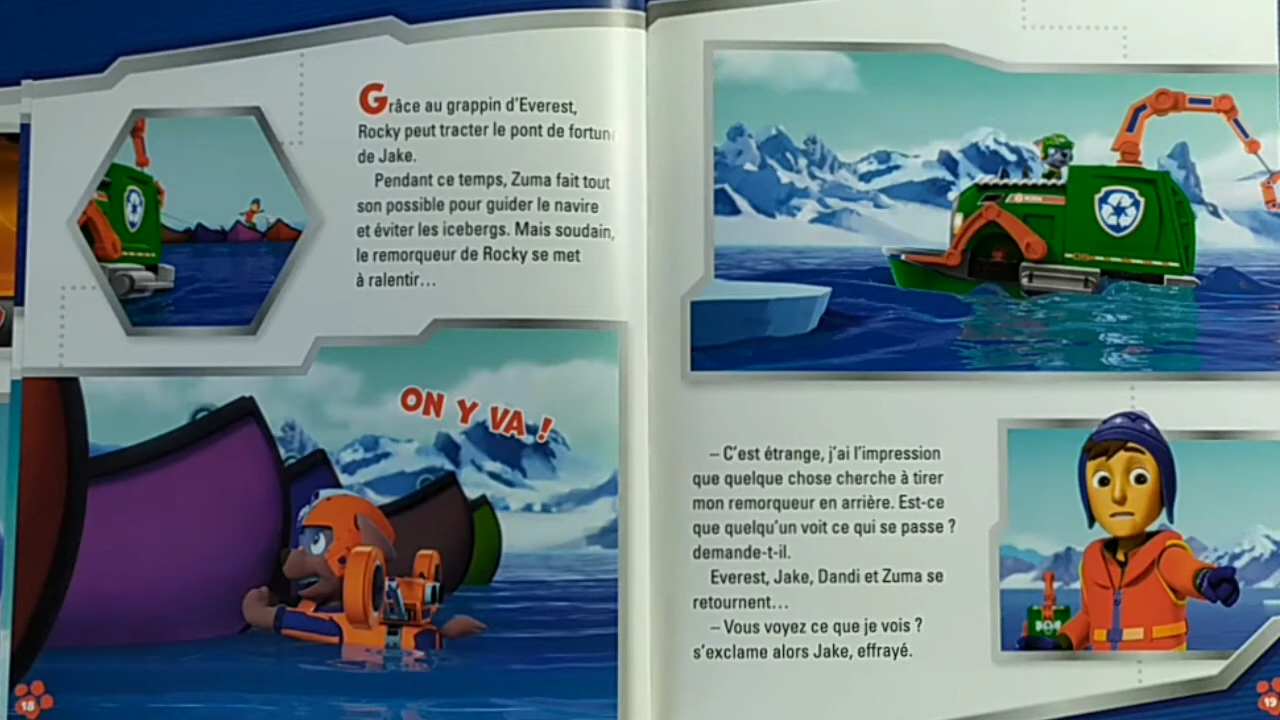 Grâce au grappin d'Everest,
Rocky peut tracter le pont de fortune
de Jake.
Pendant ce temps, Zuma fait tout
son possible pour guider le navire
et éviter les icebergs. Mais soudain,
le remorqueur de Rocky se met
à ralentir...
ON Y VA !
18
– C'est étrange, j'ai l'impression
que quelque chose cherche à tirer
mon remorqueur en arrière. Est-ce
que quelqu'un voit ce qui se passe ?
demande-t-il.
Everest, Jake, Dandi et Zuma se
retournent...
– Vous voyez ce que je vois ?
s'exclame alors Jake, effrayé.
19